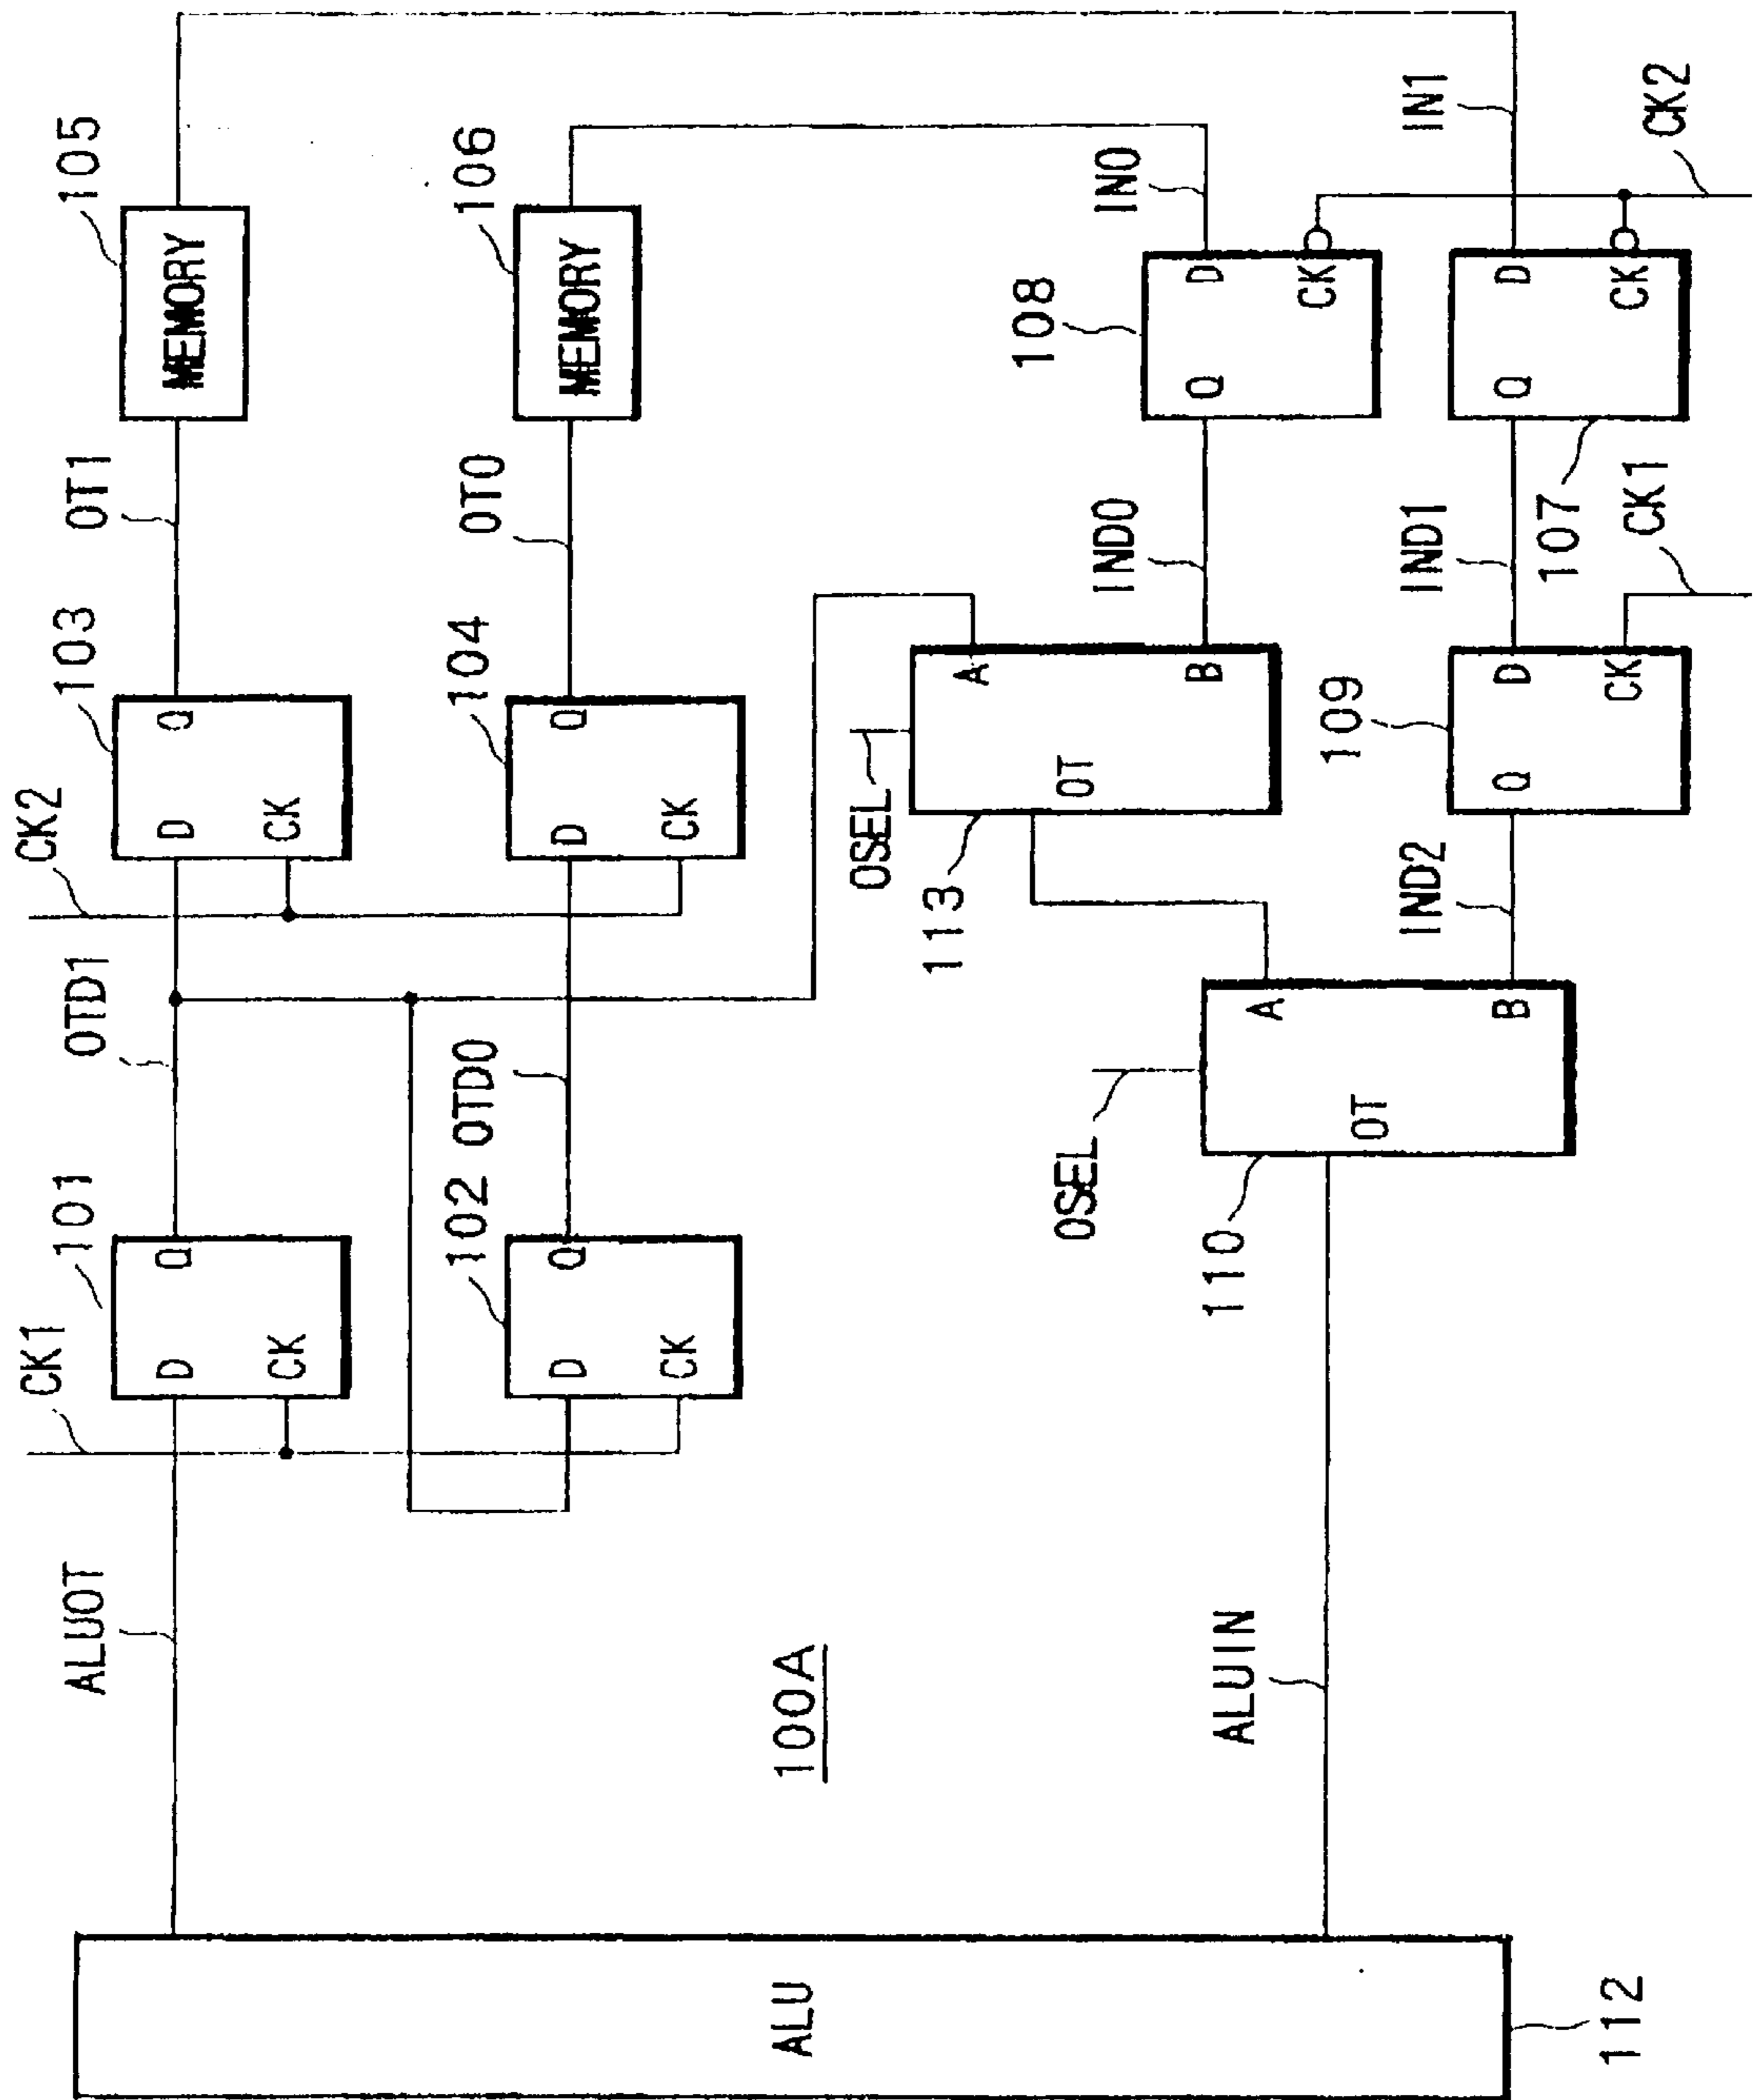 105
MEMORY
106
MEMORY
OT1
OT0
103
D
Q
CK
104
D
Q
CK
CK2
OTD1
OTD0
101
D
Q
CK
102
D
Q
CK
CK1
ALUOT
IN1
CK2
IN0
108
Q
D
CK
Q
D
CK
107
IND0
IND1
CK1
OSEL
A
B
OT
113
109
Q
D
CK
IND2
OSEL
A
B
OT
110
100A
ALUIN
ALU
112